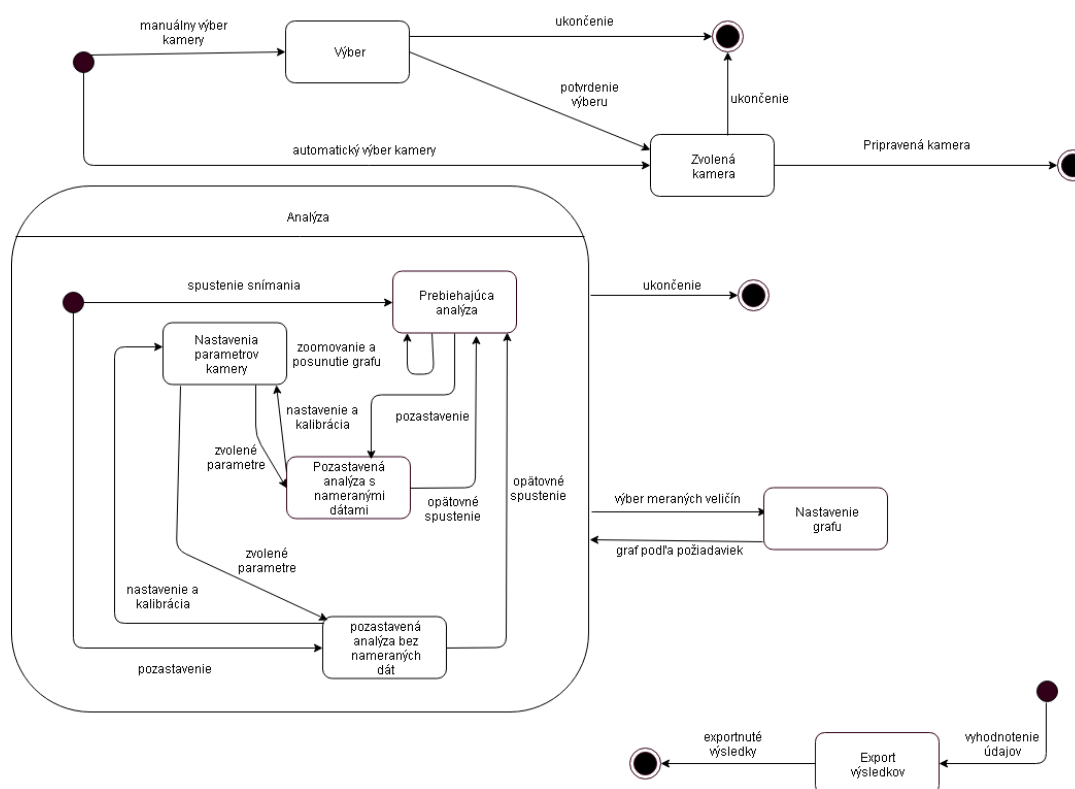 manuálny výber
kamery
Výber
ukončenie
potvrdenie
výberu
ukončenie
automatický výber kamery
Zvolená
kamera
Pripravená kamera
Analýza
spustenie snímania
Prebiehajúca
analýza
ukončenie
Nastavenia
parametrov
kamery
zoomovanie a
posunutie grafu
nastavenie a
kalibrácia
pozastavenie
zvolené
parametre
Pozastavená
analýza s
nameranými
dátami
opätovné
spustenie
opätovné
spustenie
výber meraných veličín
Nastavenie
grafu
graf podľa požiadaviek
zvolené
parametre
nastavenie a
kalibrácia
pozastavená
analýza bez
nameraných
dát
pozastavenie
exportnuté
výsledky
Export
výsledkov
vyhodnotenie
údajov